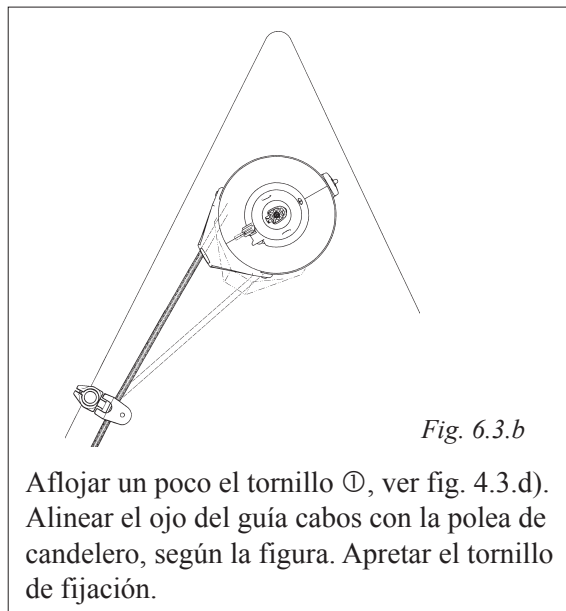 Fig. 6.3.b
Aflojar un poco el tornillo ①, ver fig. 4.3.d).
Alinear el ojo del guía cabos con la polea de
candelero, según la figura. Apretar el tornillo
de fijación.